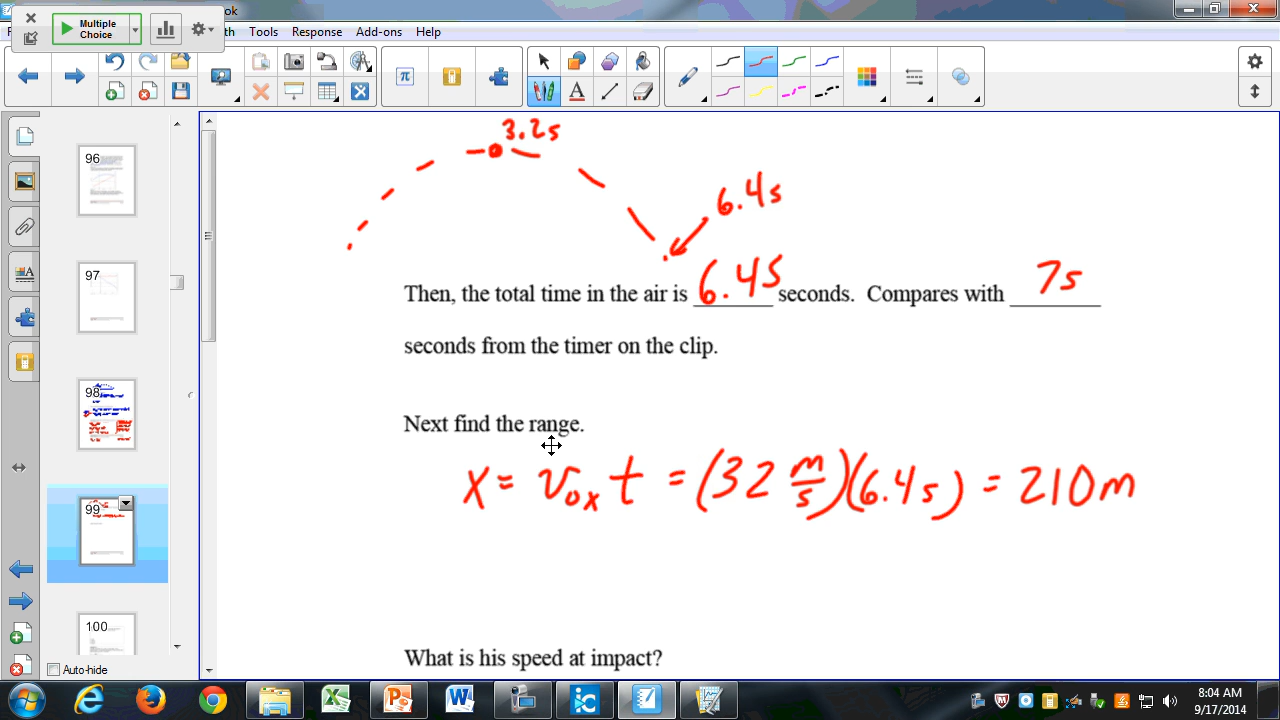 Multiple
Choice
ok
Tools Response Add-ons Help
96
97
98
99
100
Auto-hide
3.2s
6.4s
Then, the total time in the air is 6.4s seconds. Compares with 7s
seconds from the timer on the clip.
Next find the range.
x = v₀ₓ t = (32 m/s)(6.4s) = 210m
What is his speed at impact?
8:04 AM
9/17/2014